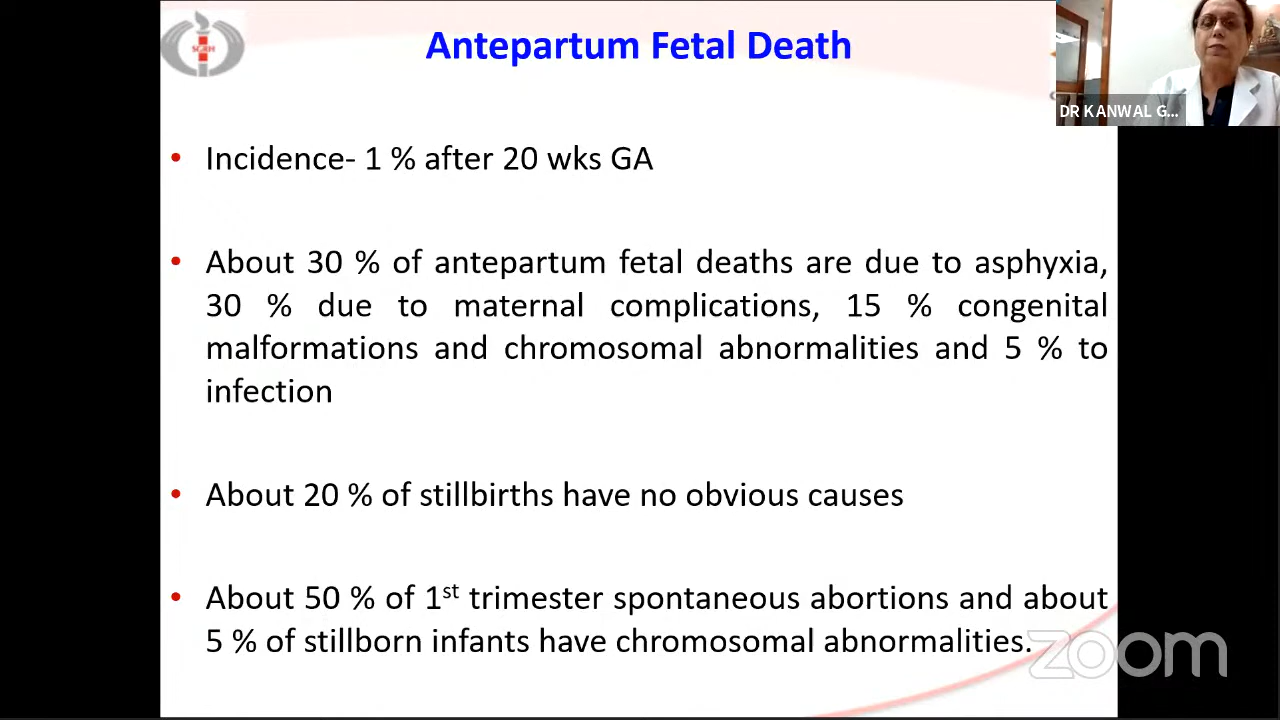 SGRH
Antepartum Fetal Death
DR KANWAL G...
• Incidence- 1 % after 20 wks GA
• About 30 % of antepartum fetal deaths are due to asphyxia,
30 % due to maternal complications, 15 % congenital
malformations and chromosomal abnormalities and 5 % to
infection
• About 20 % of stillbirths have no obvious causes
• About 50 % of 1st trimester spontaneous abortions and about
5 % of stillborn infants have chromosomal abnormalities.
zoom